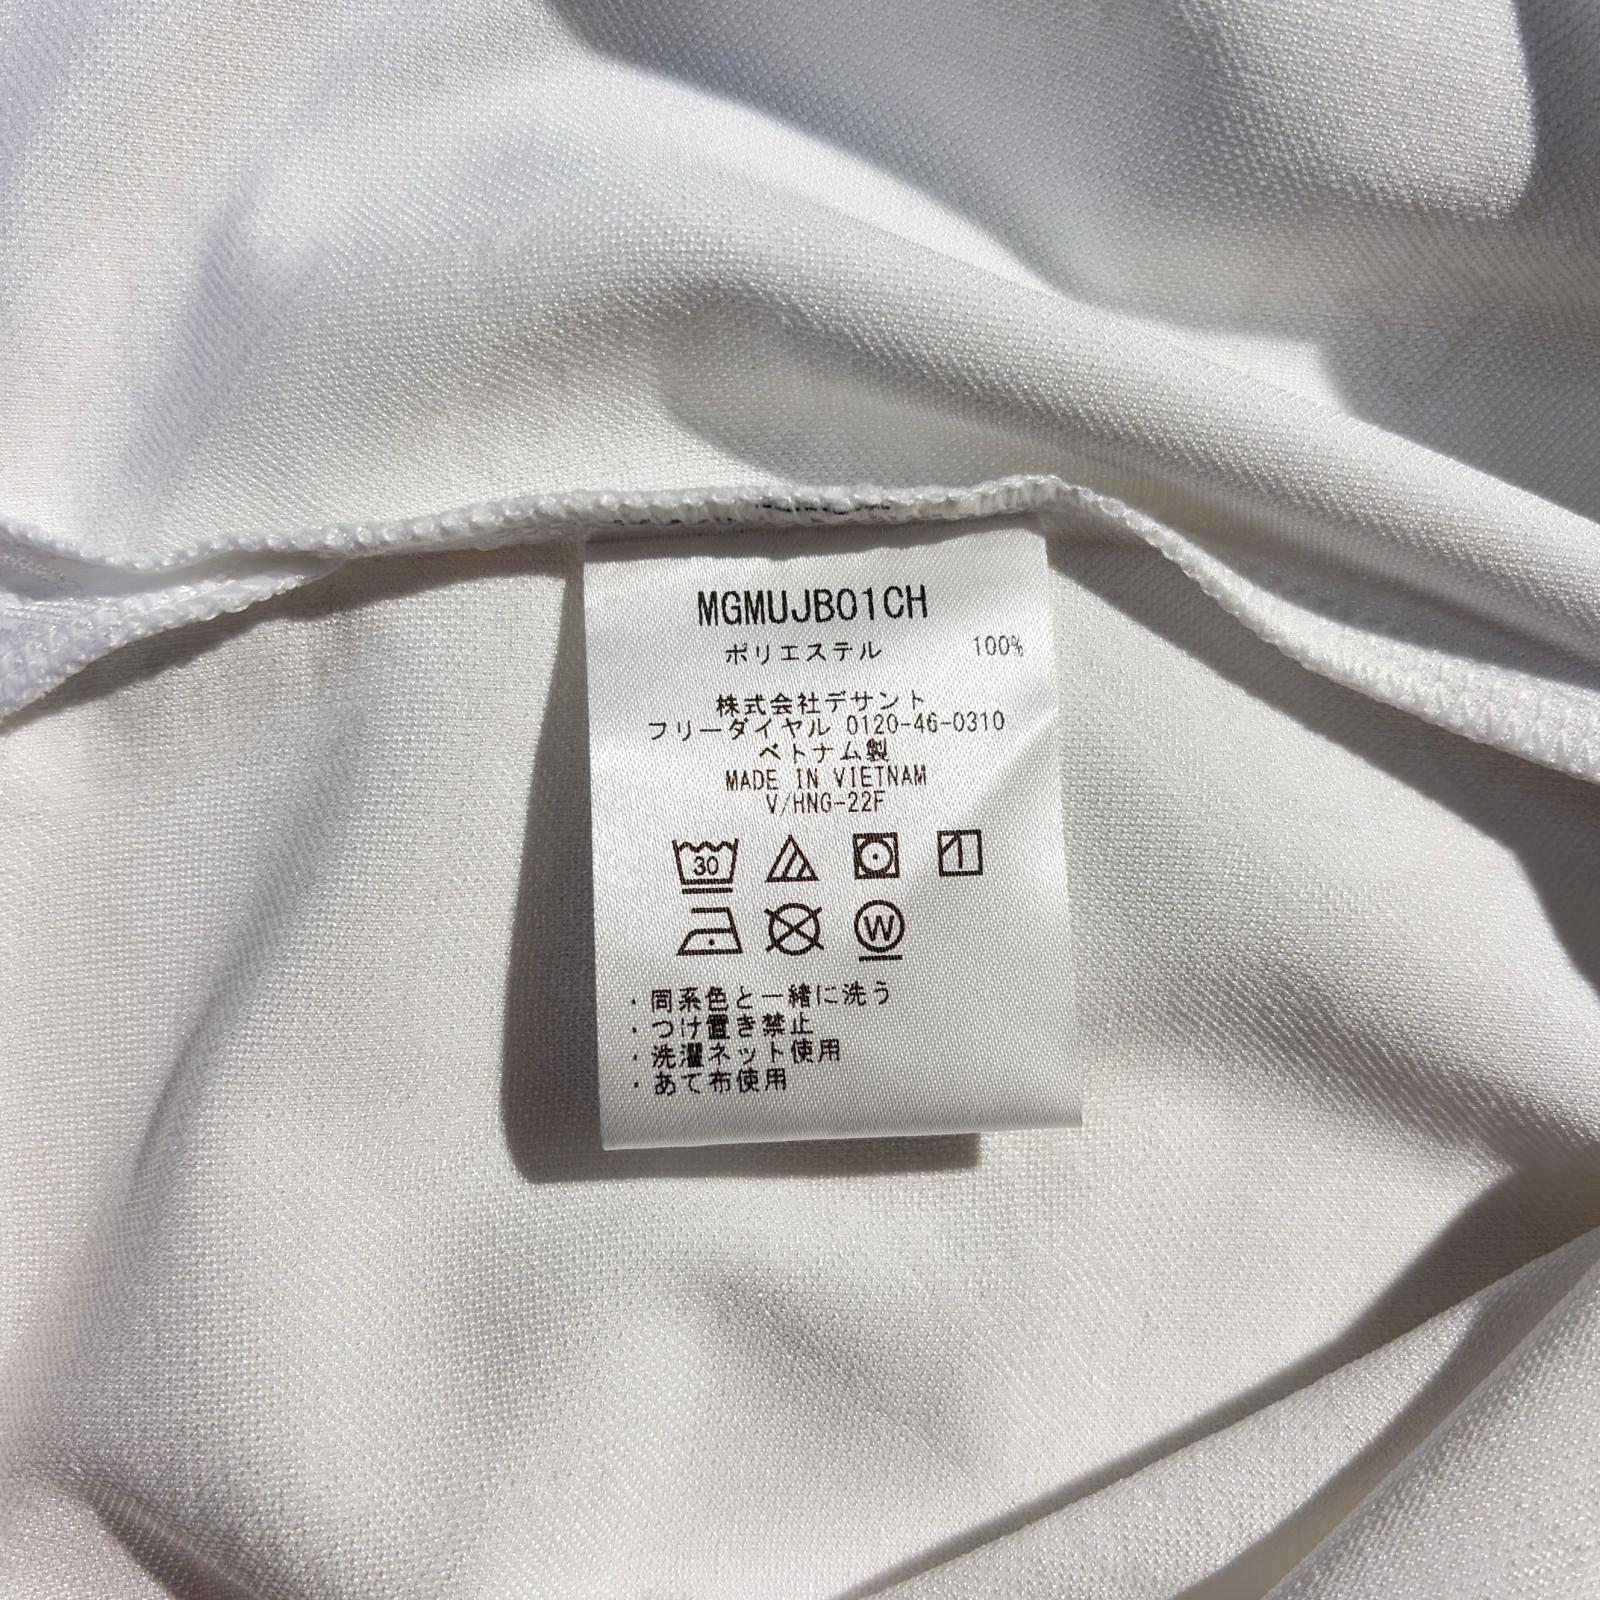 MGMUJB01CH
ポリエステル 100%
株式会社デサント
フリーダイヤル 0120-46-0310
ベトナム製
MADE IN VIETNAM
V/HNG-22F
30
W
・同系色と一緒に洗う
・つけ置き禁止
・洗濯ネット使用
・あて布使用